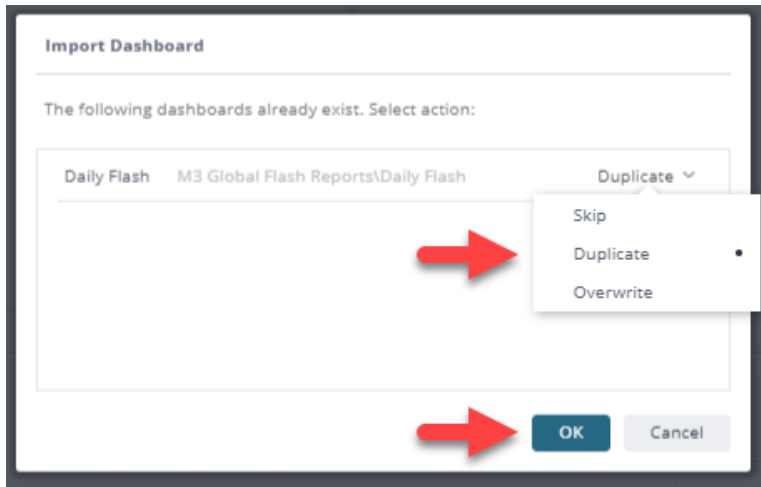 Import Dashboard
The following dashboards already exist. Select action:
Daily Flash M3 Global Flash Reports\Daily Flash Duplicate
Skip
Duplicate
Overwrite
OK Cancel